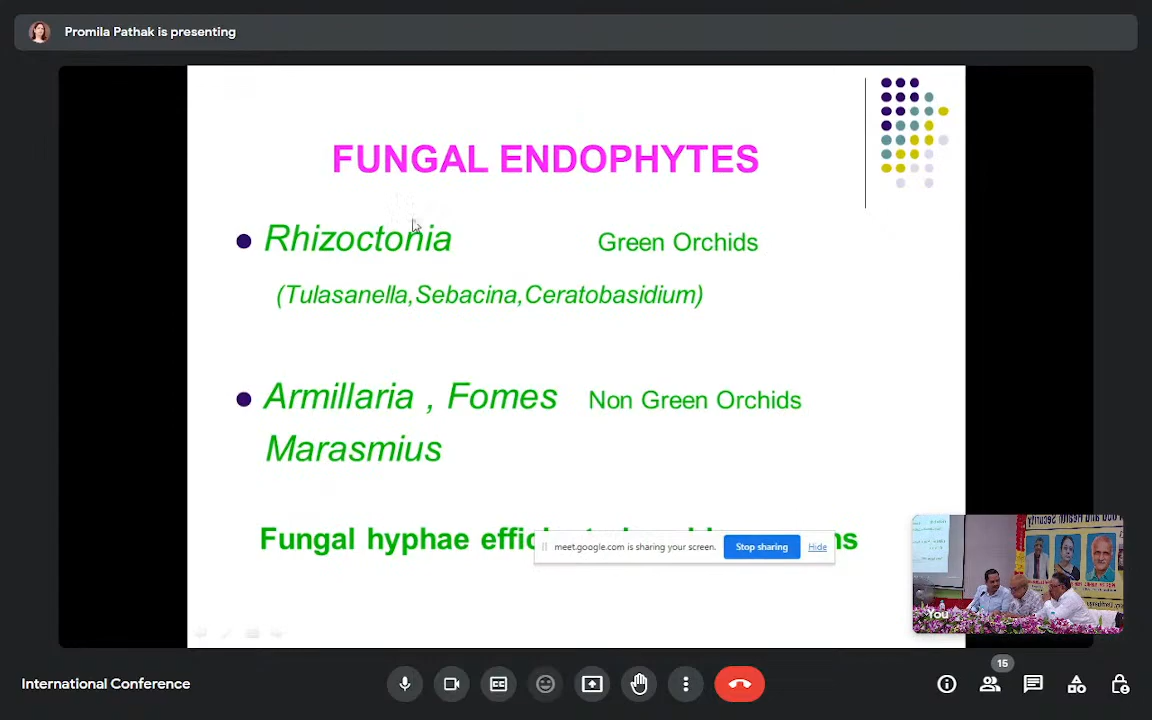 Promila Pathak is presenting
FUNGAL ENDOPHYTES
Rhizoctonia Green Orchids
(Tulasanella,Sebacina,Ceratobasidium)
Armillaria , Fomes Non Green Orchids
Marasmius
Fungal hyphae
meet.google.com is sharing your screen. Stop sharing Hide
You
International Conference
15